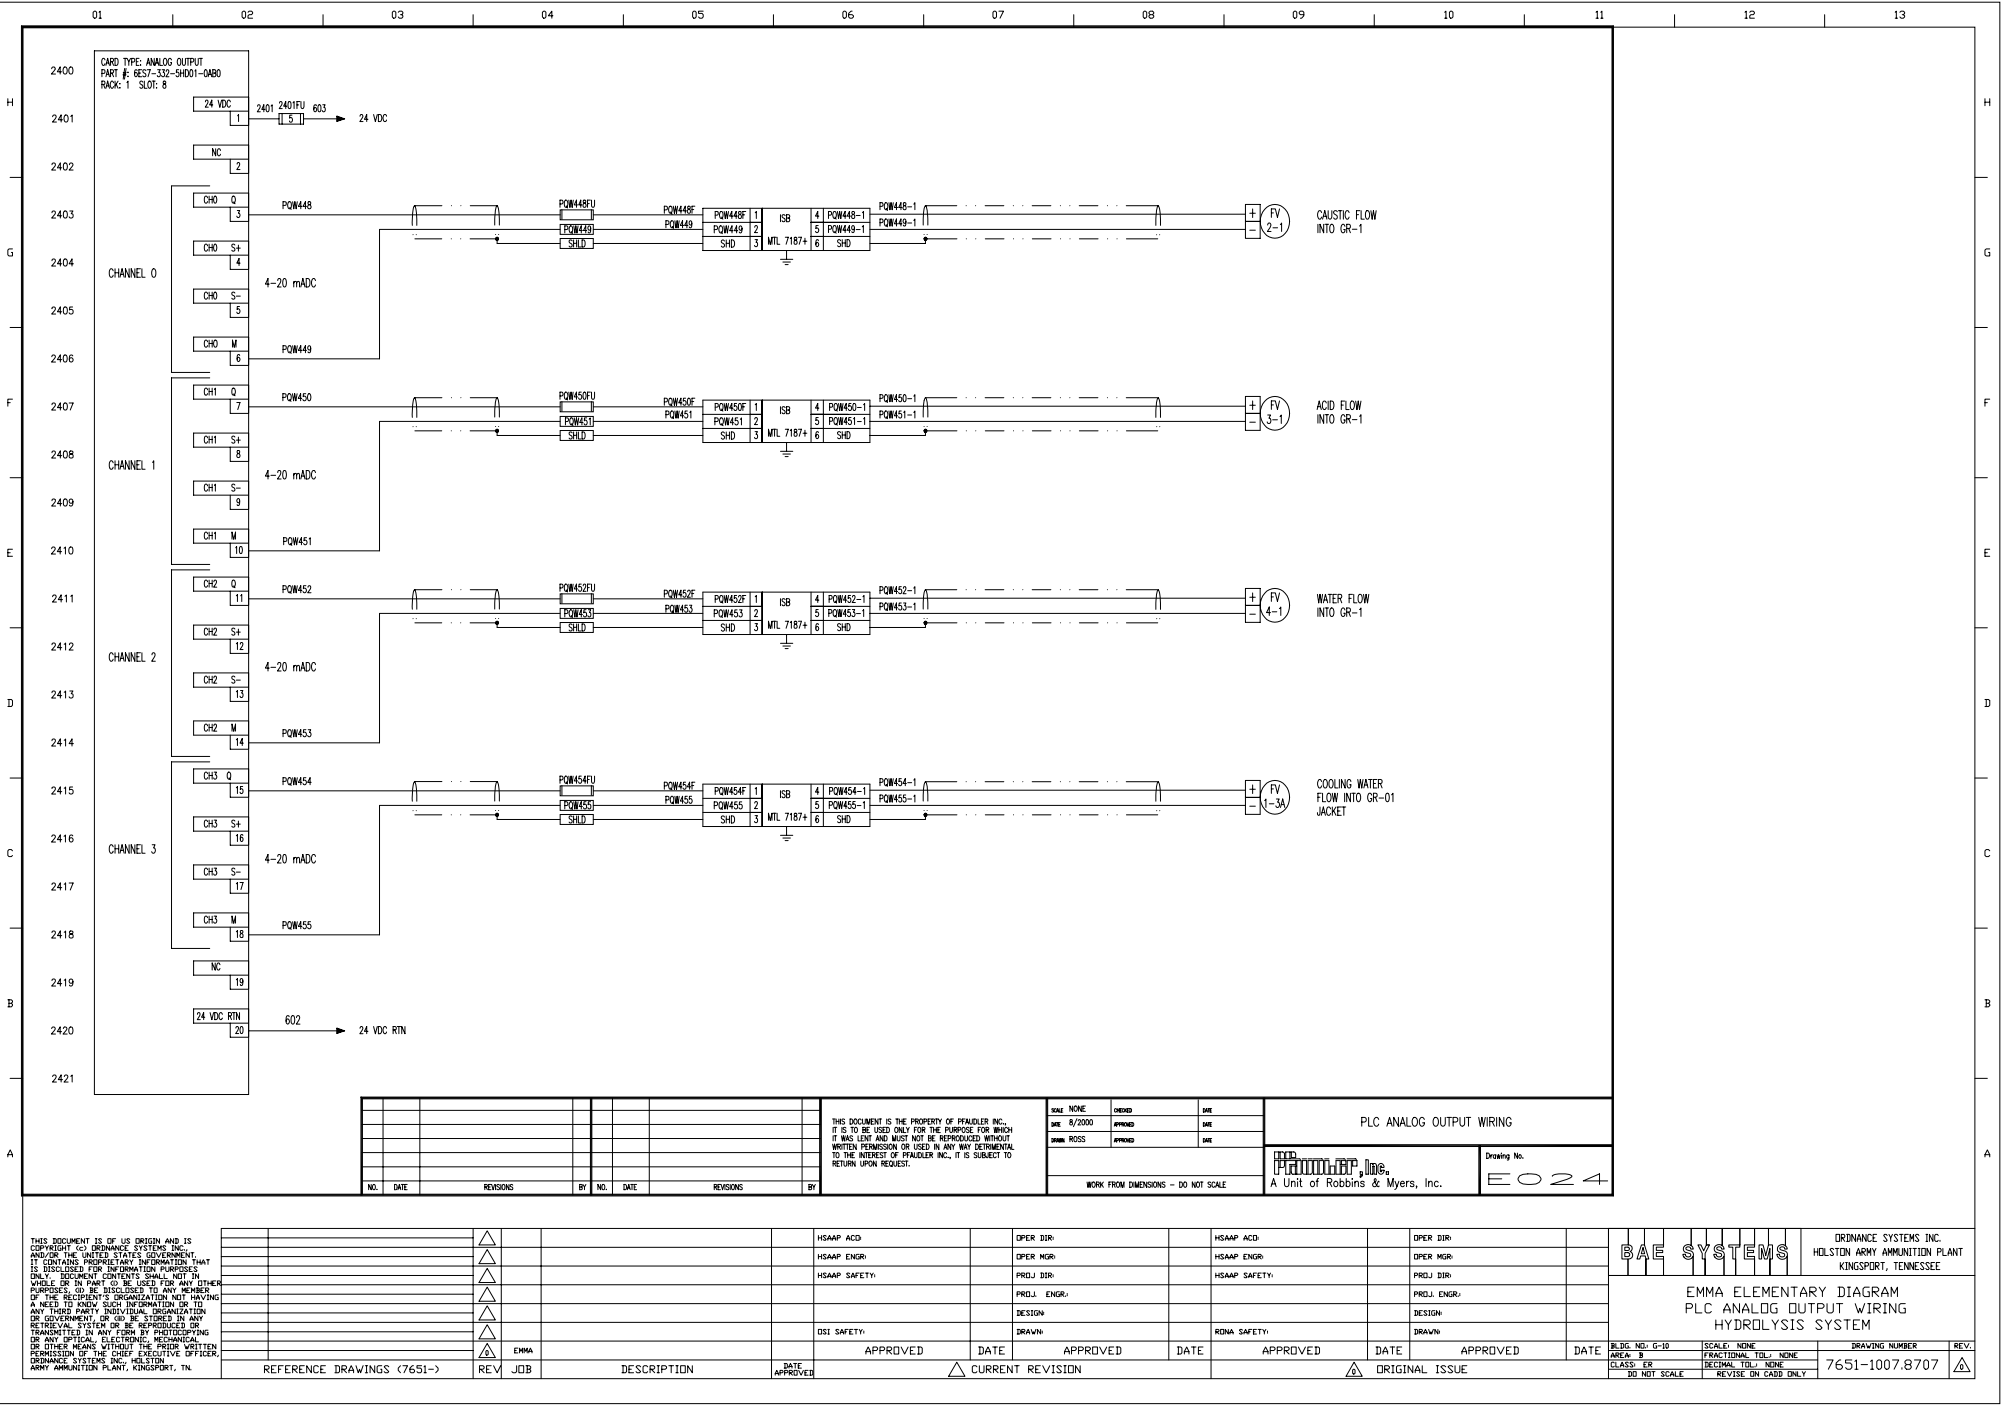 01 02 03 04 05 06 07 08 09 10 11 12 13
H
G
F
E
D
C
B
A
H
G
F
E
D
C
B
A
2400
2401
2402
2403
2404
2405
2406
2407
2408
2409
2410
2411
2412
2413
2414
2415
2416
2417
2418
2419
2420
2421
CARD TYPE: ANALOG OUTPUT
PART #: 6ES7-332-5HD01-0AB0
RACK: 1 SLOT: 8
24 VDC
1
2401 2401FU 603
5
24 VDC
NC
2
CHANNEL 0
CH0 Q
3
CH0 S+
4
CH0 S-
5
CH0 M
6
PQW448
4-20 mADC
PQW449
PQW448FU
PQW449
SHLD
PQW448F
PQW449
PQW448F 1 ISB 4 PQW448-1
PQW449 2 5 PQW449-1
SHD 3 MTL 7187+ 6 SHD
PQW448-1
PQW449-1
+ FV
- 2-1
CAUSTIC FLOW
INTO GR-1
CHANNEL 1
CH1 Q
7
CH1 S+
8
CH1 S-
9
CH1 M
10
PQW450
4-20 mADC
PQW451
PQW450FU
PQW451
SHLD
PQW450F
PQW451
PQW450F 1 ISB 4 PQW450-1
PQW451 2 5 PQW451-1
SHD 3 MTL 7187+ 6 SHD
PQW450-1
PQW451-1
+ FV
- 3-1
ACID FLOW
INTO GR-1
CHANNEL 2
CH2 Q
11
CH2 S+
12
CH2 S-
13
CH2 M
14
PQW452
4-20 mADC
PQW453
PQW452FU
PQW453
SHLD
PQW452F
PQW453
PQW452F 1 ISB 4 PQW452-1
PQW453 2 5 PQW453-1
SHD 3 MTL 7187+ 6 SHD
PQW452-1
PQW453-1
+ FV
- 4-1
WATER FLOW
INTO GR-1
CHANNEL 3
CH3 Q
15
CH3 S+
16
CH3 S-
17
CH3 M
18
PQW454
4-20 mADC
PQW455
PQW454FU
PQW455
SHLD
PQW454F
PQW455
PQW454F 1 ISB 4 PQW454-1
PQW455 2 5 PQW455-1
SHD 3 MTL 7187+ 6 SHD
PQW454-1
PQW455-1
+ FV
- 1-3A
COOLING WATER
FLOW INTO GR-01
JACKET
NC
19
24 VDC RTN
20
602
24 VDC RTN
NO. DATE REVISIONS BY NO. DATE REVISIONS BY
THIS DOCUMENT IS THE PROPERTY OF PFAUDLER INC.,
IT IS TO BE USED ONLY FOR THE PURPOSE FOR WHICH
IT WAS LENT AND MUST NOT BE REPRODUCED WITHOUT
WRITTEN PERMISSION OR USED IN ANY WAY DETRIMENTAL
TO THE INTEREST OF PFAUDLER INC., IT IS SUBJECT TO
RETURN UPON REQUEST.
SCALE NONE CHECKED DATE
DATE 8/2000 APPROVED DATE
DRAWN ROSS APPROVED DATE
WORK FROM DIMENSIONS - DO NOT SCALE
PLC ANALOG OUTPUT WIRING
PFAUDLER, Inc.
A Unit of Robbins & Myers, Inc.
Drawing No.
E024
THIS DOCUMENT IS OF US ORIGIN AND IS
COPYRIGHT (c) ORDNANCE SYSTEMS INC.,
AND/OR THE UNITED STATES GOVERNMENT.
IT CONTAINS PROPRIETARY INFORMATION THAT
IS DISCLOSED FOR INFORMATION PURPOSES
ONLY. DOCUMENT CONTENTS SHALL NOT IN
WHOLE OR IN PART (i) BE USED FOR ANY OTHER
PURPOSES, (ii) BE DISCLOSED TO ANY MEMBER
OF THE RECIPIENT'S ORGANIZATION NOT HAVING
A NEED TO KNOW SUCH INFORMATION OR TO
ANY THIRD PARTY INDIVIDUAL, ORGANIZATION
OR GOVERNMENT, OR (iii) BE STORED IN ANY
RETRIEVAL SYSTEM OR BE REPRODUCED OR
TRANSMITTED IN ANY FORM BY PHOTOCOPYING
OR ANY OPTICAL, ELECTRONIC, MECHANICAL
OR OTHER MEANS WITHOUT THE PRIOR WRITTEN
PERMISSION OF THE CHIEF EXECUTIVE OFFICER,
ORDNANCE SYSTEMS INC., HOLSTON
ARMY AMMUNITION PLANT, KINGSPORT, TN.
REFERENCE DRAWINGS (7651-)
0 EMMA
REV JOB DESCRIPTION DATE APPROVED
HSAAP ACO: OPER DIR: HSAAP ACO: OPER DIR:
HSAAP ENGR: OPER MGR: HSAAP ENGR: OPER MGR:
HSAAP SAFETY: PROJ DIR: HSAAP SAFETY: PROJ DIR:
PROJ. ENGR.: PROJ. ENGR.:
DESIGN: DESIGN:
OSI SAFETY: DRAWN: RONA SAFETY: DRAWN:
APPROVED DATE APPROVED DATE APPROVED DATE APPROVED DATE
CURRENT REVISION
0 ORIGINAL ISSUE
BAE SYSTEMS
ORDNANCE SYSTEMS INC.
HOLSTON ARMY AMMUNITION PLANT
KINGSPORT, TENNESSEE
EMMA ELEMENTARY DIAGRAM
PLC ANALOG OUTPUT WIRING
HYDROLYSIS SYSTEM
BLDG. NO.: G-10 SCALE: NONE DRAWING NUMBER REV.
AREA: B FRACTIONAL TOL.: NONE
CLASS: ER DECIMAL TOL.: NONE 7651-1007.8707 0
DO NOT SCALE REVISE ON CADD ONLY